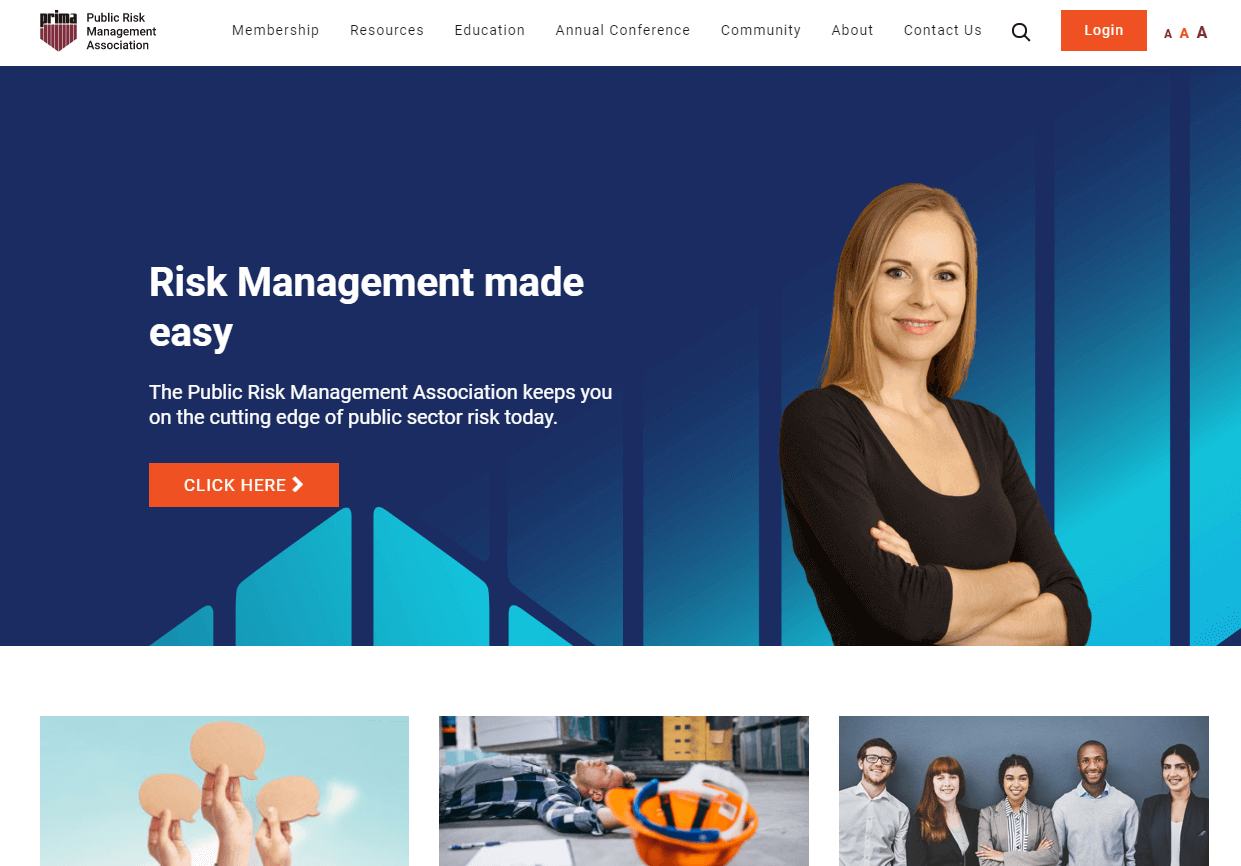 prima
Public Risk
Management
Association
Membership
Resources
Education
Annual Conference
Community
About
Contact Us
Login
A A A
Risk Management made
easy
The Public Risk Management Association keeps you
on the cutting edge of public sector risk today.
CLICK HERE